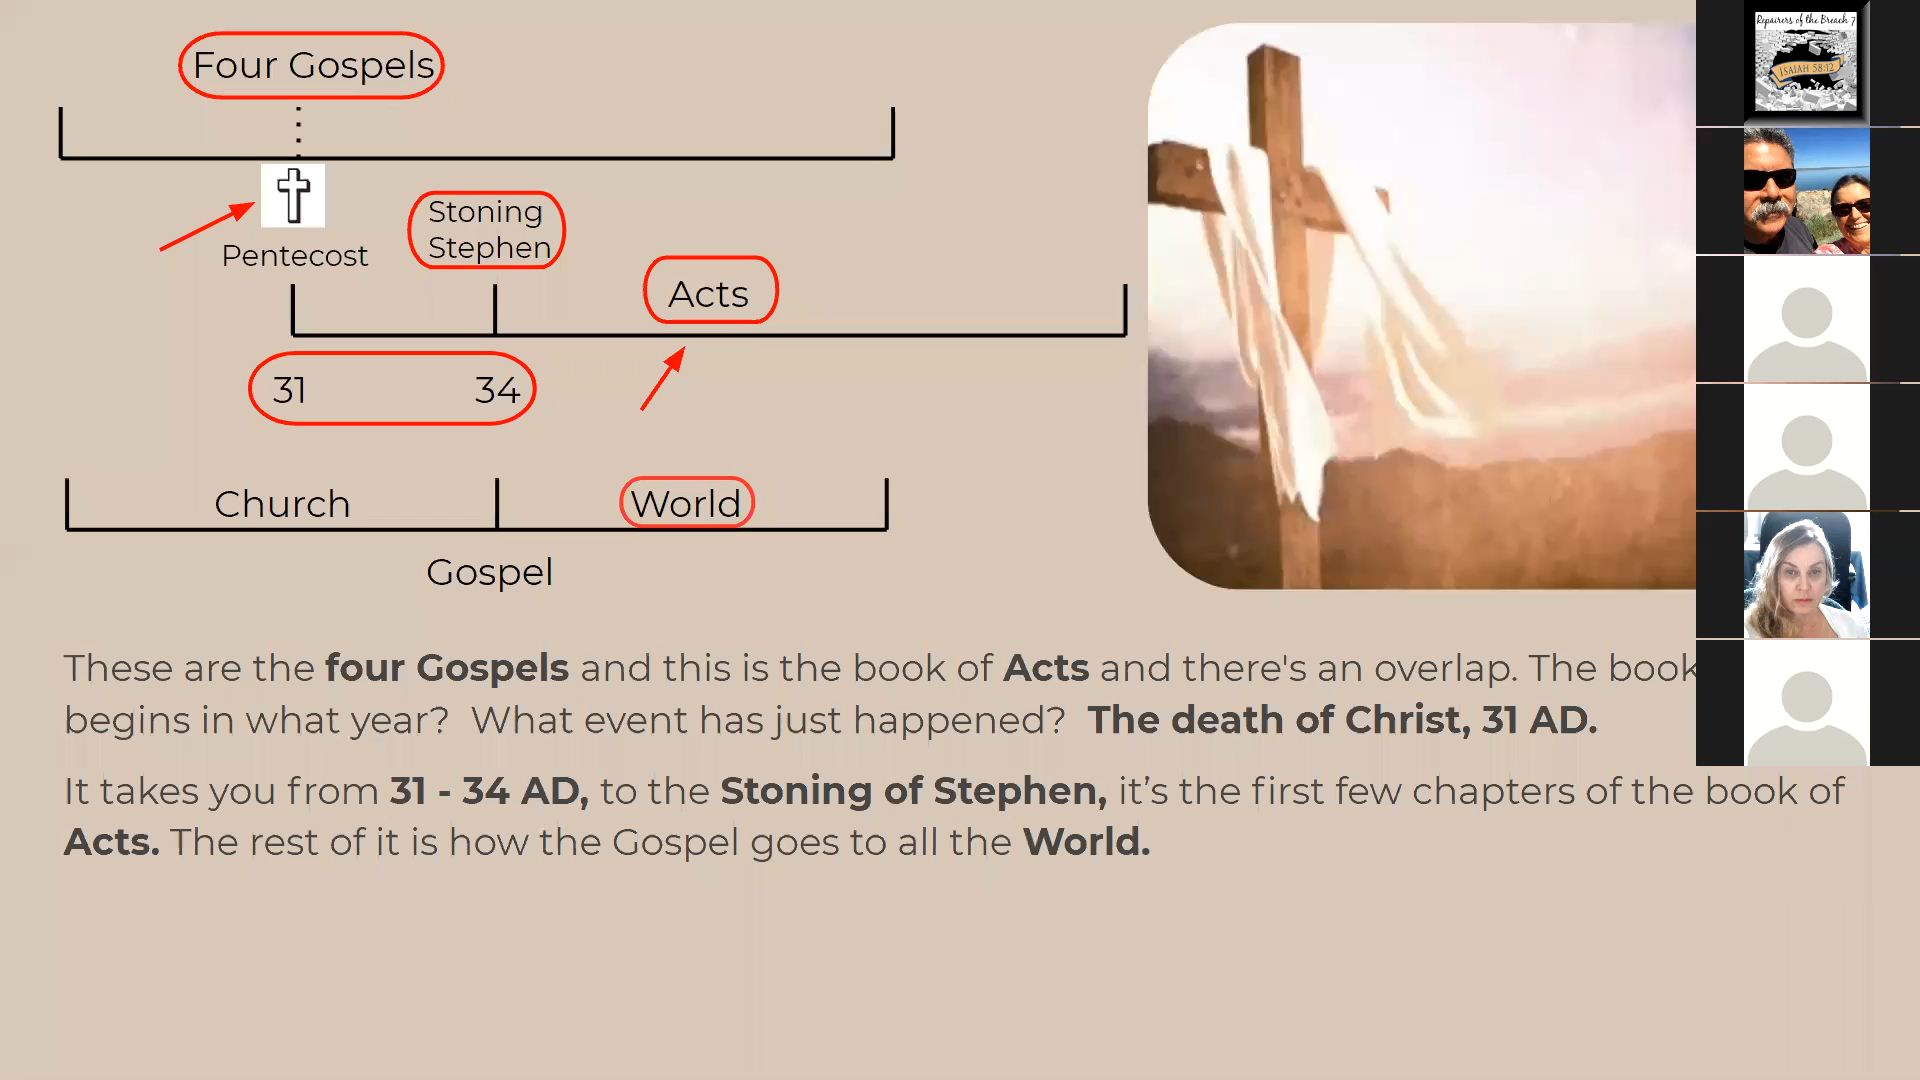 Four Gospels
Pentecost
Stoning
Stephen
Acts
31 34
Church World
Gospel
These are the four Gospels and this is the book of Acts and there's an overlap. The book
begins in what year? What event has just happened? The death of Christ, 31 AD.
It takes you from 31 - 34 AD, to the Stoning of Stephen, it’s the first few chapters of the book of
Acts. The rest of it is how the Gospel goes to all the World.
Repairers of the Breach 7
ISAIAH 58:12